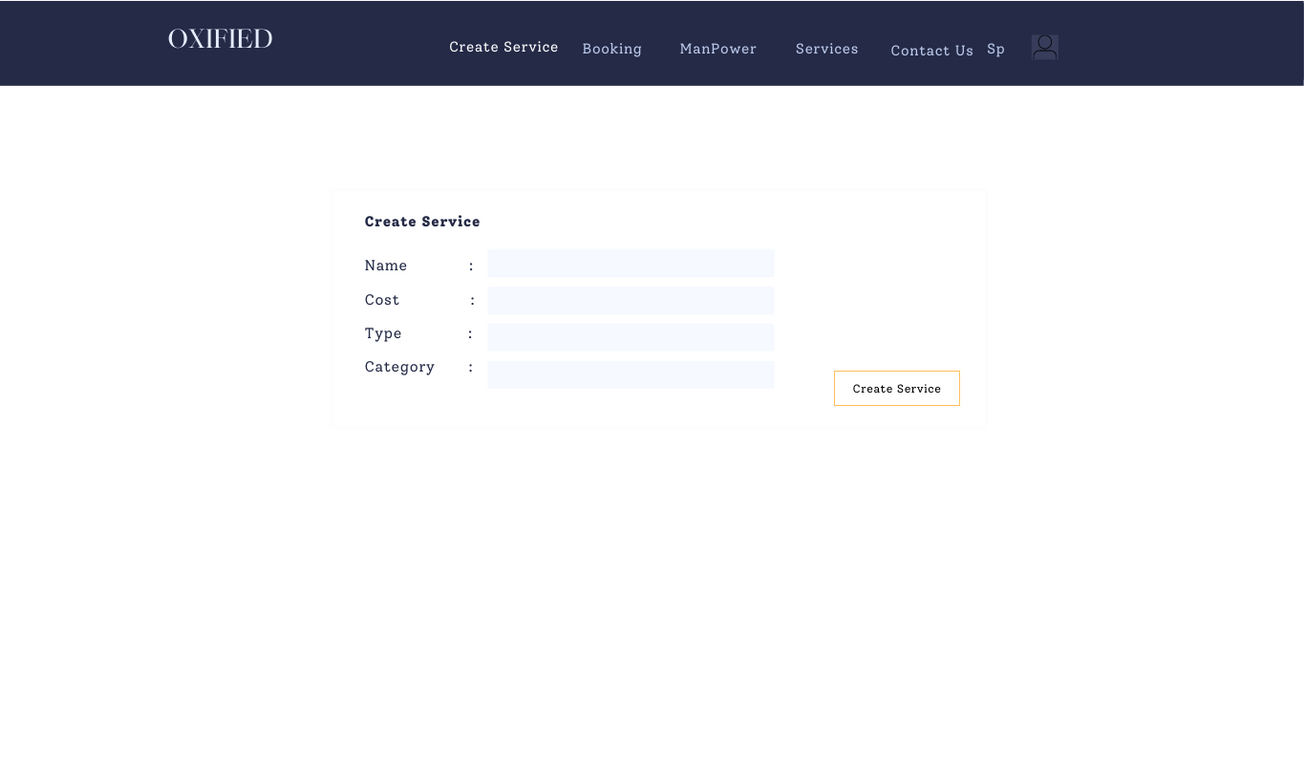 OXIFIED
Create Service Booking ManPower Services Contact Us Sp
Create Service
Name :
Cost :
Type :
Category :
Create Service